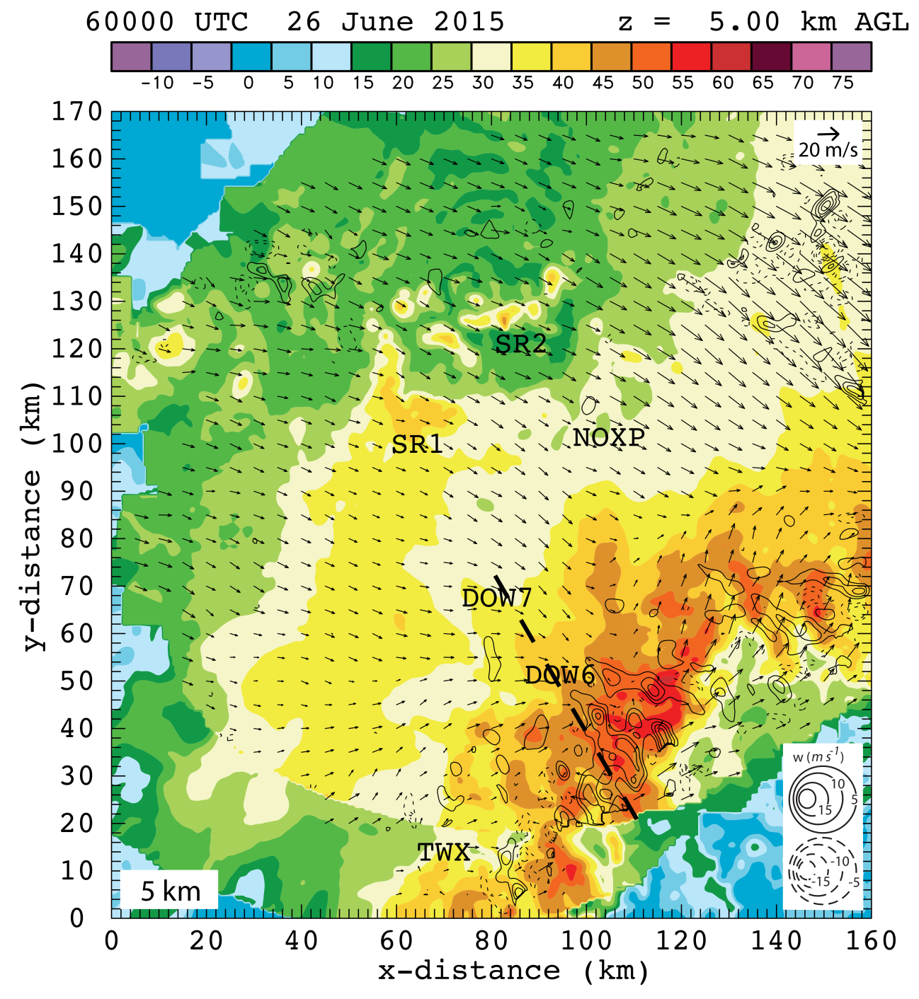 60000 UTC 26 June 2015 z = 5.00 km AGL
-10 -5 0 5 10 15 20 25 30 35 40 45 50 55 60 65 70 75
20 m/s
170
160
150
140
130
120
110
100
90
80
70
60
50
40
30
20
10
0
y-distance (km)
SR2
SR1
NOXP
DOW7
DOW6
TWX
5 km
w (m s-1)
10
5
15
-10
-15
-5
0 20 40 60 80 100 120 140 160
x-distance (km)